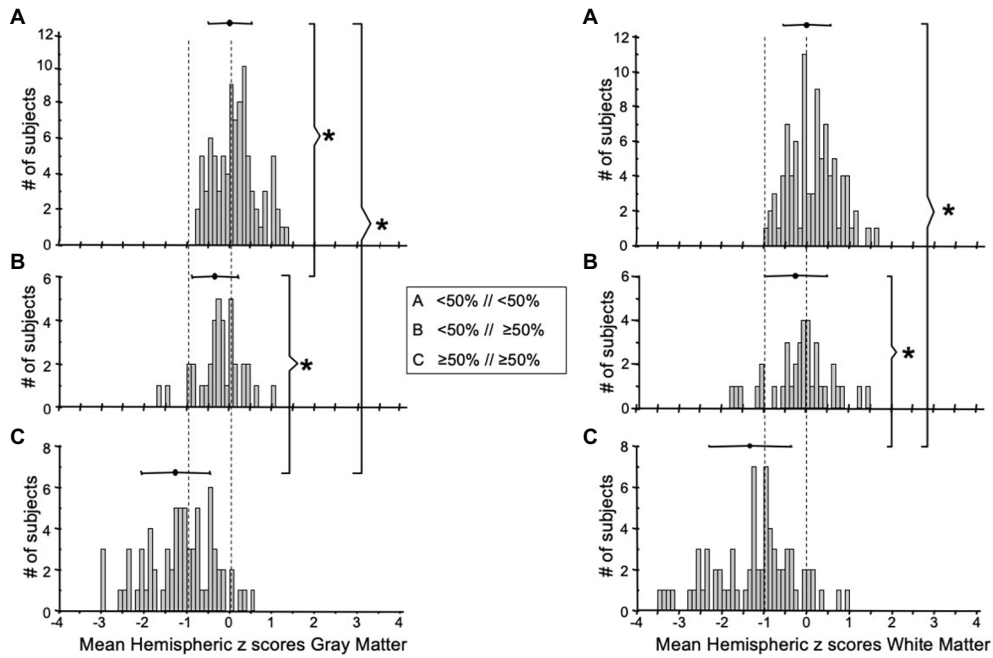 A
A
12
10
8
6
4
2
0
# of subjects
*
*
12
10
8
6
4
2
0
# of subjects
*
B
B
6
4
2
0
# of subjects
*
A <50% // <50%
B <50% // ≥50%
C ≥50% // ≥50%
6
4
2
0
# of subjects
*
C
C
8
6
4
2
0
# of subjects
-4 -3 -2 -1 0 1 2 3 4
Mean Hemispheric z scores Gray Matter
8
6
4
2
0
# of subjects
-4 -3 -2 -1 0 1 2 3 4
Mean Hemispheric z scores White Matter